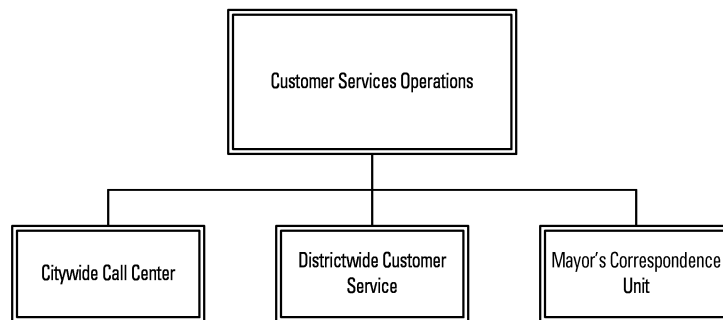 Customer Services Operations
Citywide Call Center
Districtwide Customer
Service
Mayor's Correspondence
Unit